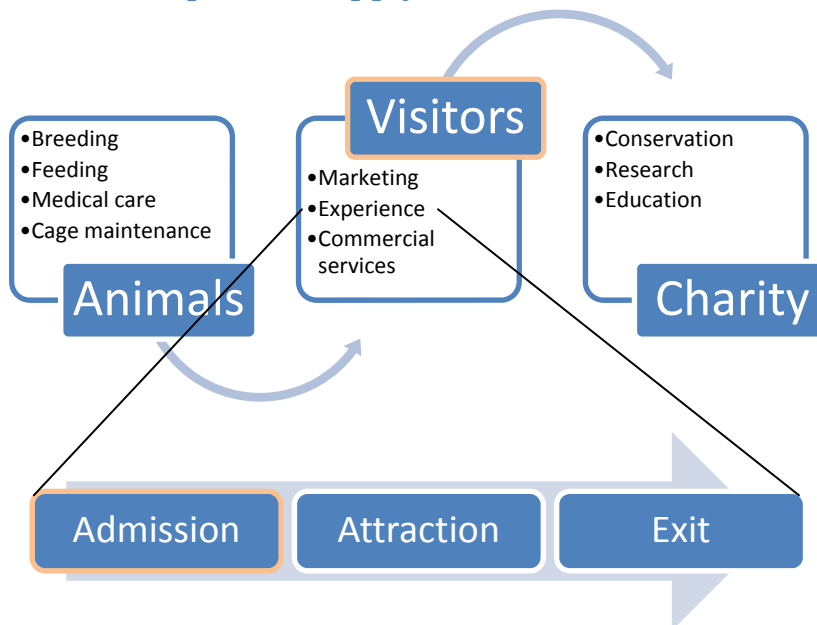 Visitors
•Breeding
•Feeding
•Medical care
•Cage maintenance
Animals
•Marketing
•Experience
•Commercial
services
•Conservation
•Research
•Education
Charity
Admission
Attraction
Exit